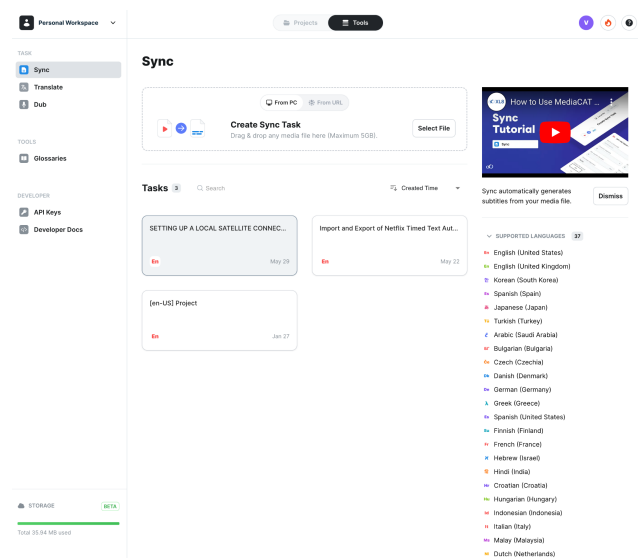 Personal Workspace
Projects
Tools
V
TASK
Sync
Translate
Dub
TOOLS
Glossaries
DEVELOPER
API Keys
Developer Docs
STORAGE
BETA
Total 35.94 MB used
Sync
From PC
From URL
Create Sync Task
Drag & drop any media file here (Maximum 5GB).
Select File
Tasks 3
Search
Created Time
SETTING UP A LOCAL SATELLITE CONNEC...
En
May 29
Import and Export of Netflix Timed Text Aut...
En
May 22
[en-US] Project
En
Jan 27
XL8
How to Use MediaCAT ...
Sync
Tutorial
Sync
Sync automatically generates
subtitles from your media file.
Dismiss
SUPPORTED LANGUAGES 37
English (United States)
English (United Kingdom)
Korean (South Korea)
Spanish (Spain)
Japanese (Japan)
Turkish (Turkey)
Arabic (Saudi Arabia)
Bulgarian (Bulgaria)
Czech (Czechia)
Danish (Denmark)
German (Germany)
Greek (Greece)
Spanish (United States)
Finnish (Finland)
French (France)
Hebrew (Israel)
Hindi (India)
Croatian (Croatia)
Hungarian (Hungary)
Indonesian (Indonesia)
Italian (Italy)
Malay (Malaysia)
Dutch (Netherlands)